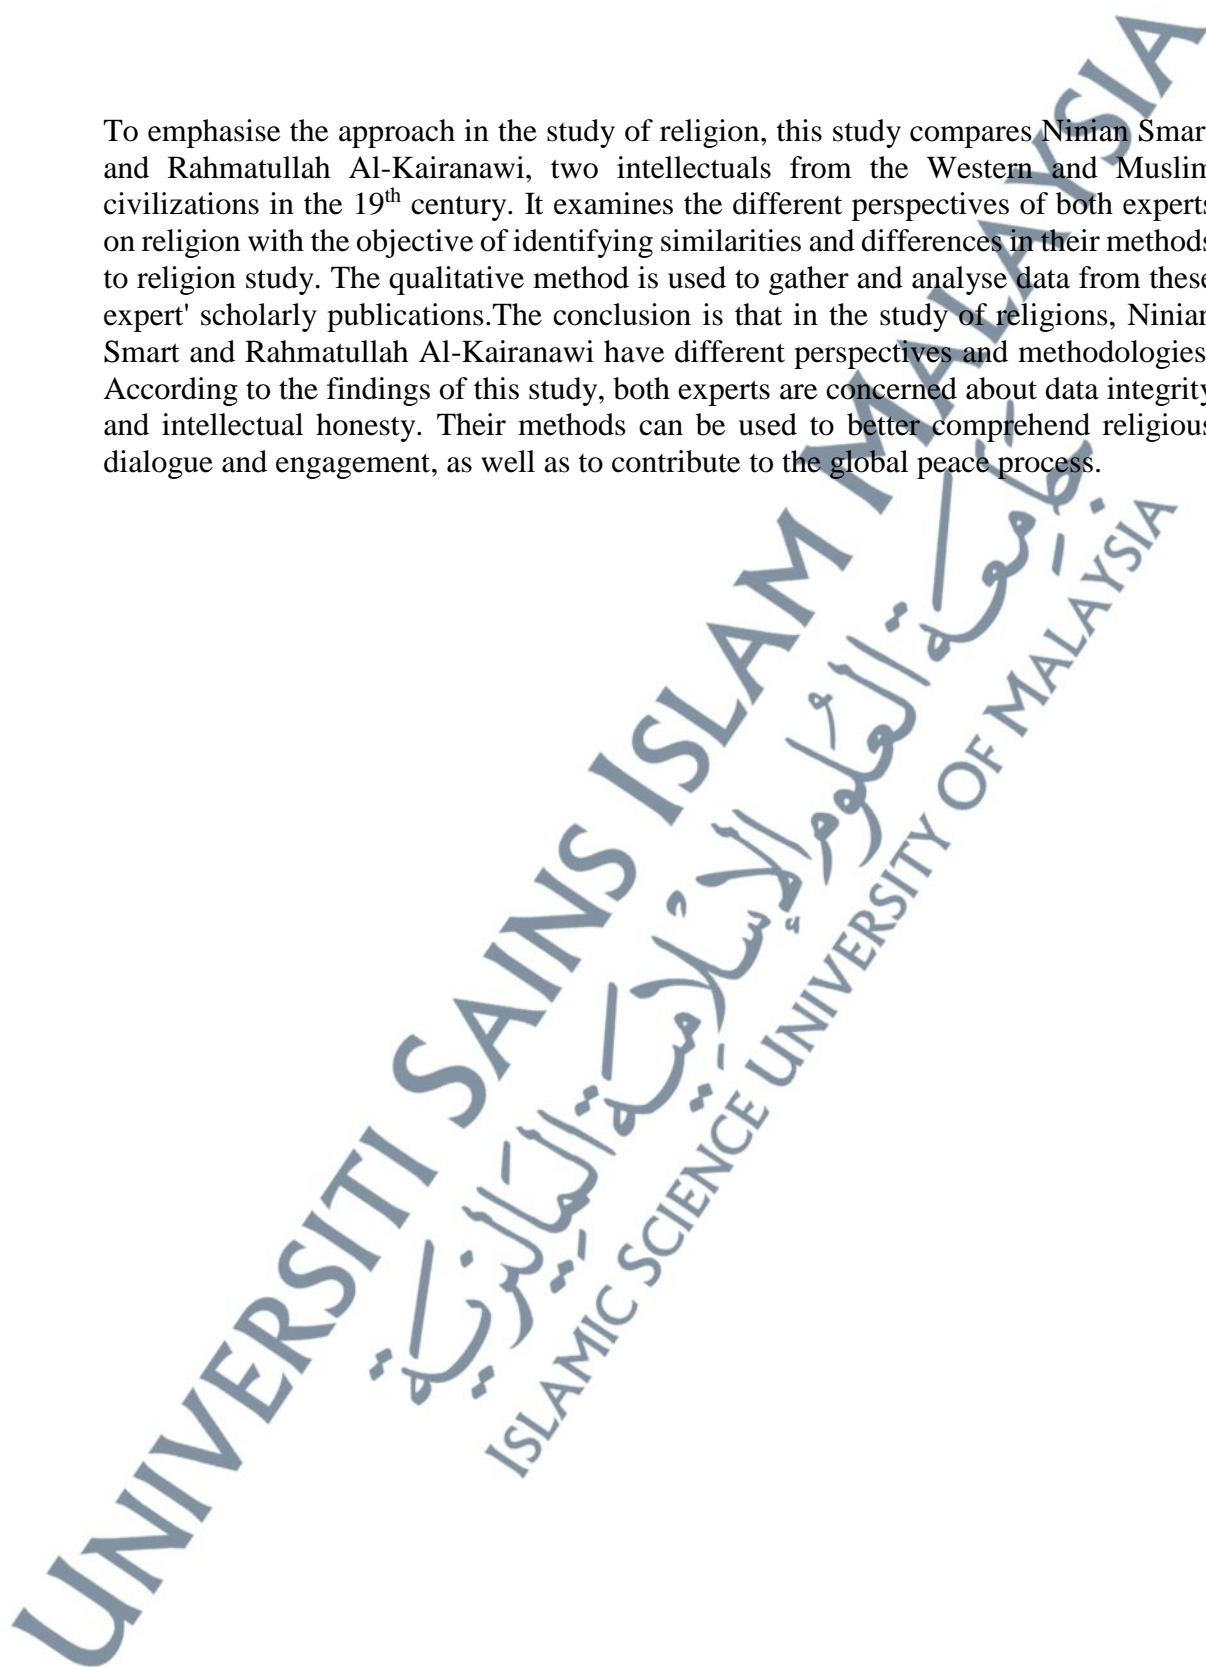 To emphasise the approach in the study of religion, this study compares Ninian Smar
and Rahmatullah Al-Kairanawi, two intellectuals from the Western and Muslim
civilizations in the 19th century. It examines the different perspectives of both experts
on religion with the objective of identifying similarities and differences in their methods
to religion study. The qualitative method is used to gather and analyse data from these
expert' scholarly publications.The conclusion is that in the study of religions, Ninian
Smart and Rahmatullah Al-Kairanawi have different perspectives and methodologies
According to the findings of this study, both experts are concerned about data integrity
and intellectual honesty. Their methods can be used to better comprehend religious
dialogue and engagement, as well as to contribute to the global peace process.
UNIVERSITI SAINS ISLAM MALAYSIA
جامعة العلوم الإسلامية الماليزية
ISLAMIC SCIENCE UNIVERSITY OF MALAYSIA